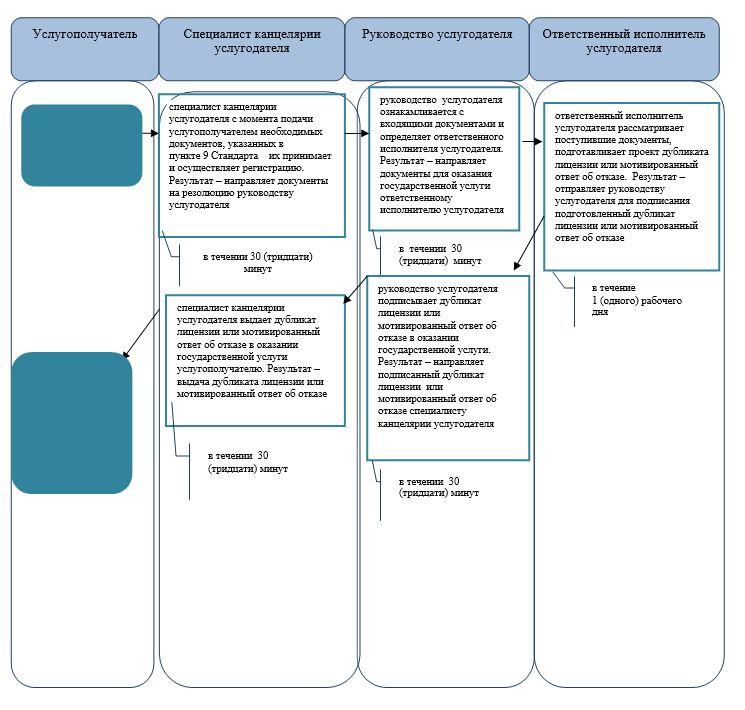 Услугополучатель
Специалист канцелярии
услугодателя
Руководство услугодателя
Ответственный исполнитель
услугодателя
специалист канцелярии
услугодателя с момента подачи
услугополучателем необходимых
документов, указанных в
пункте 9 Стандарта их принимает
и осуществляет регистрацию.
Результат – направляет документы
на резолюцию руководству
услугодателя
в течении 30 (тридцати)
минут
руководство услугодателя
ознакамливается с
входящими документами и
определяет ответственного
исполнителя услугодателя.
Результат – направляет
документы для оказания
государственной услуги
ответственному
исполнителю услугодателя
в течении 30
(тридцати) минут
ответственный исполнитель
услугодателя рассматривает
поступившие документы,
подготавливает проект дубликата
лицензии или мотивированный
ответ об отказе. Результат –
отправляет руководству
услугодателя для подписания
подготовленный дубликат
лицензии или мотивированный
ответ об отказе
в течение
1 (одного) рабочего
дня
руководство услугодателя
подписывает дубликат
лицензии или
мотивированный ответ об
отказе в оказании
государственной услуги.
Результат – направляет
подписанный дубликат
лицензии или
мотивированный ответ об
отказе специалисту
канцелярии услугодателя
в течении 30
(тридцати) минут
специалист канцелярии
услугодателя выдает дубликат
лицензии или мотивированный
ответ об отказе в оказании
государственной услуги
услугополучателю. Результат –
выдача дубликата лицензии или
мотивированный ответ об отказе
в течении 30
(тридцати) минут